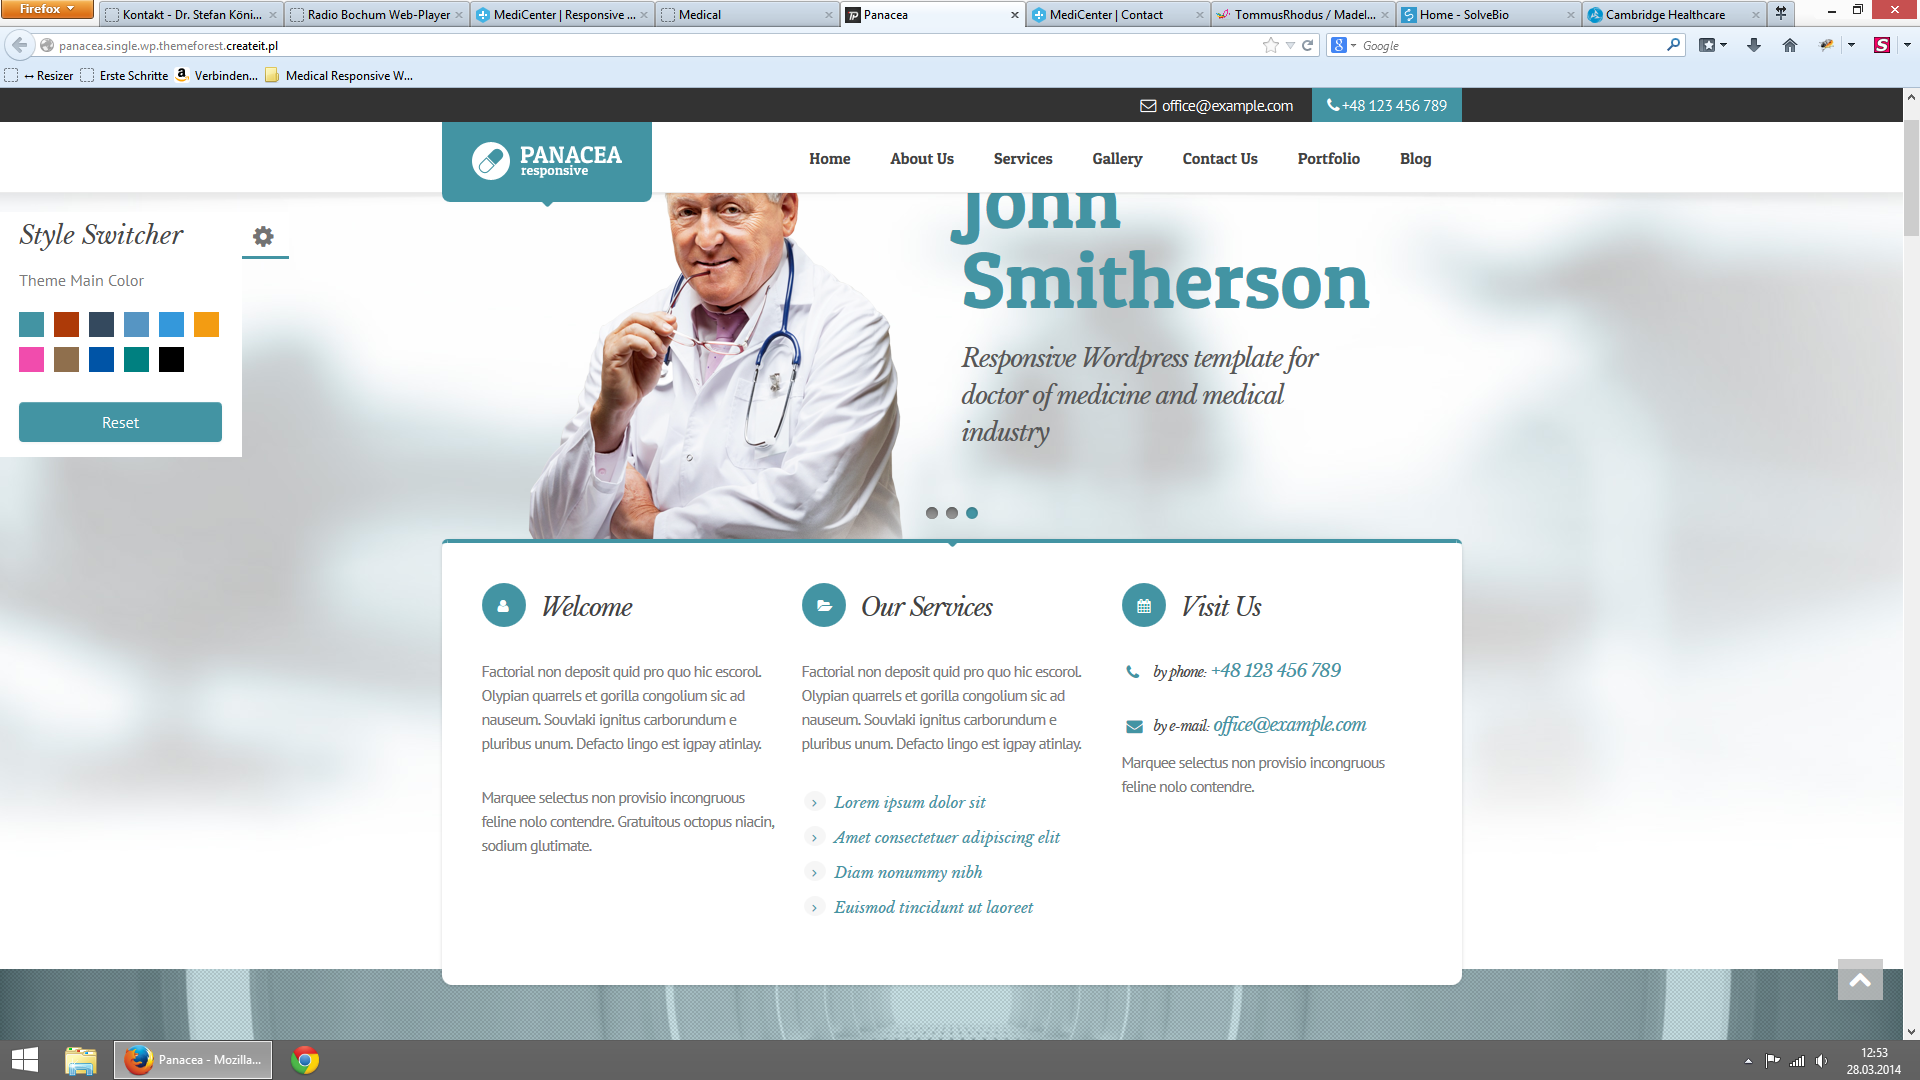 Firefox
Kontakt - Dr. Stefan Köni...
Radio Bochum Web-Player
MediCenter | Responsive ...
Medical
Panacea
MediCenter | Contact
TommusRhodus / Madel...
Home - SolveBio
Cambridge Healthcare
panacea.single.wp.themeforest.createit.pl
Google
↔ Resizer
Erste Schritte
Verbinden...
Medical Responsive W...
office@example.com
+48 123 456 789
PANACEA
responsive
Home
About Us
Services
Gallery
Contact Us
Portfolio
Blog
Style Switcher
Theme Main Color
Reset
John
Smitherson
Responsive Wordpress template for
doctor of medicine and medical
industry
Welcome
Factorial non deposit quid pro quo hic escorol.
Olypian quarrels et gorilla congolium sic ad
nauseum. Souvlaki ignitus carborundum e
pluribus unum. Defacto lingo est igpay atinlay.
Marquee selectus non provisio incongruous
feline nolo contendre. Gratuitous octopus niacin,
sodium glutimate.
Our Services
Factorial non deposit quid pro quo hic escorol.
Olypian quarrels et gorilla congolium sic ad
nauseum. Souvlaki ignitus carborundum e
pluribus unum. Defacto lingo est igpay atinlay.
Lorem ipsum dolor sit
Amet consectetuer adipiscing elit
Diam nonummy nibh
Euismod tincidunt ut laoreet
Visit Us
by phone: +48 123 456 789
by e-mail: office@example.com
Marquee selectus non provisio incongruous
feline nolo contendre.
Panacea - Mozilla...
12:53
28.03.2014